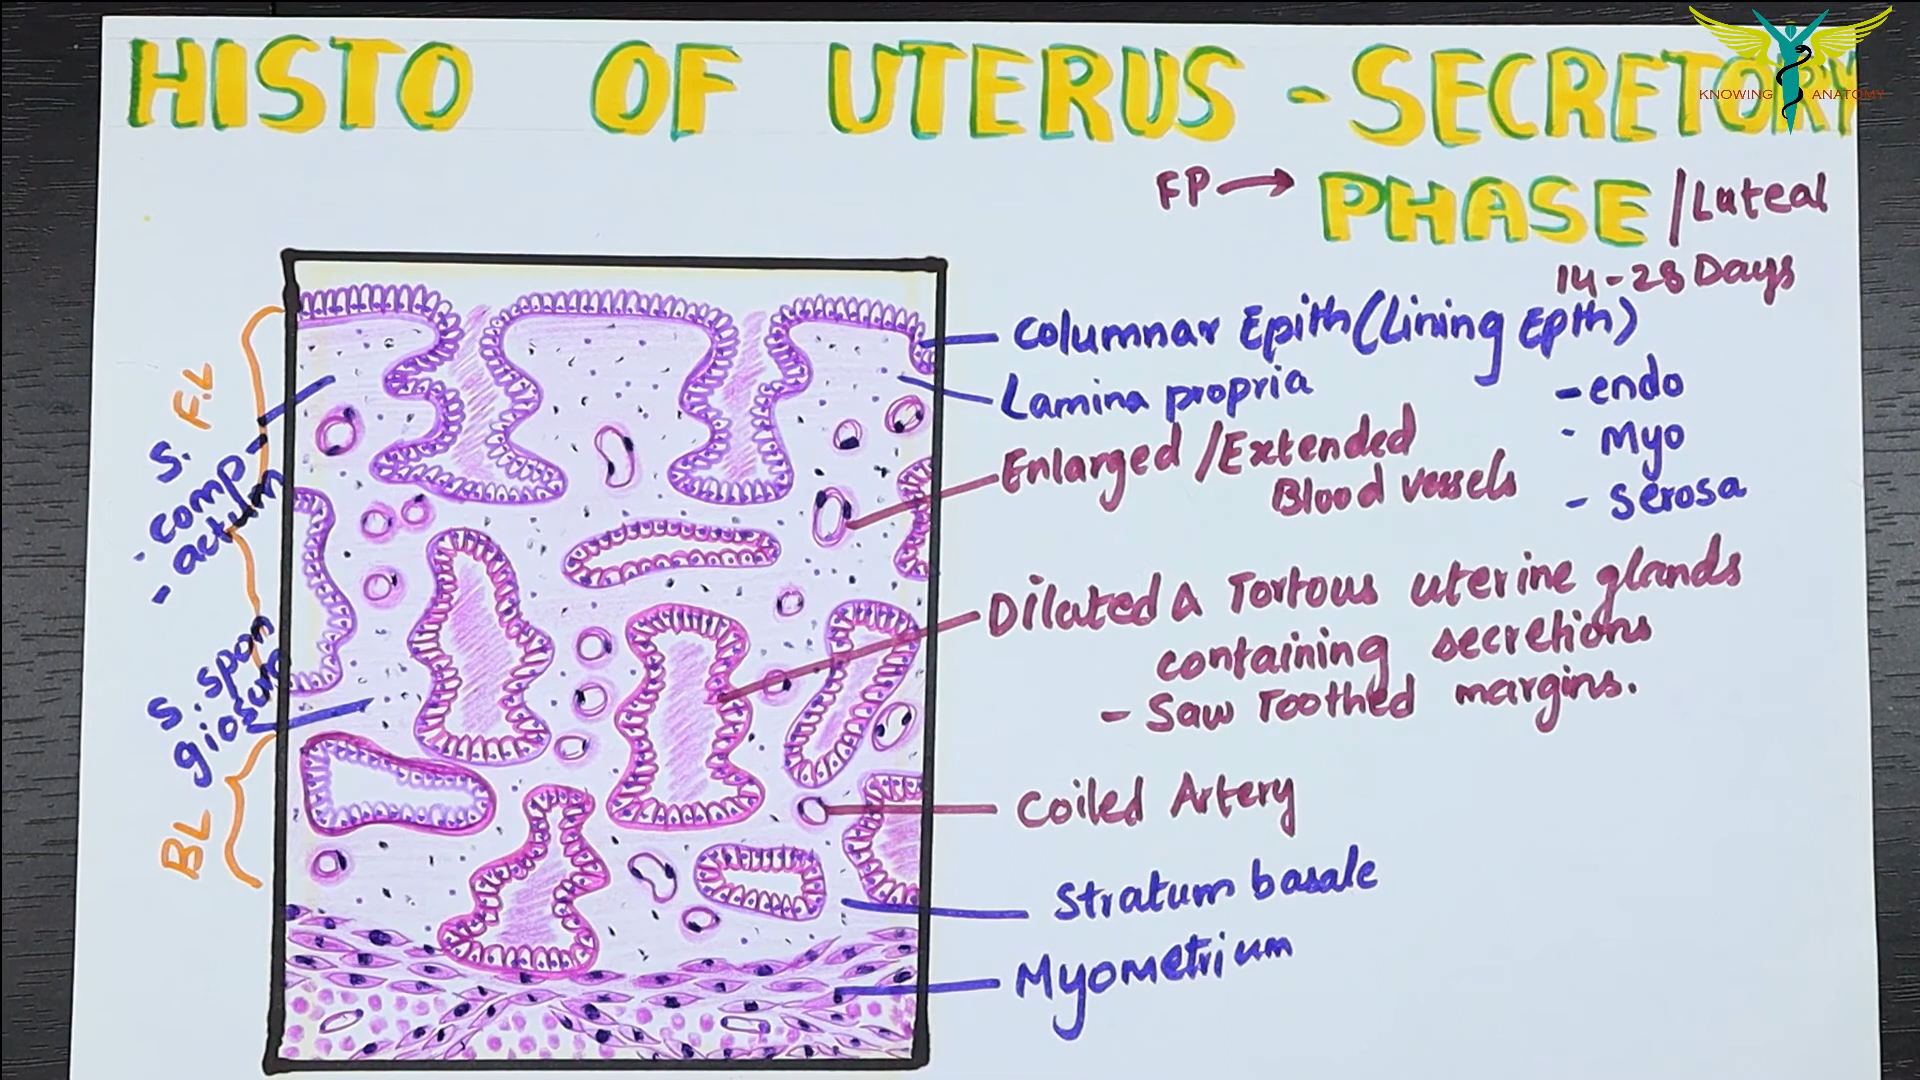 HISTO OF UTERUS - SECRETORY
KNOWING ANATOMY
FP → PHASE / Luteal
14-28 Days
Columnar Epith (Lining Epth)
Lamina propria
- endo
- Myo
- Serosa
Enlarged / Extended
Blood vessels
Dilated & Tortous uterine glands
containing secretions
- Saw Toothed margins.
Coiled Artery
Stratum basale
Myometrium
F.L
S.
comp-
- actum
S. spon
giosum
BL